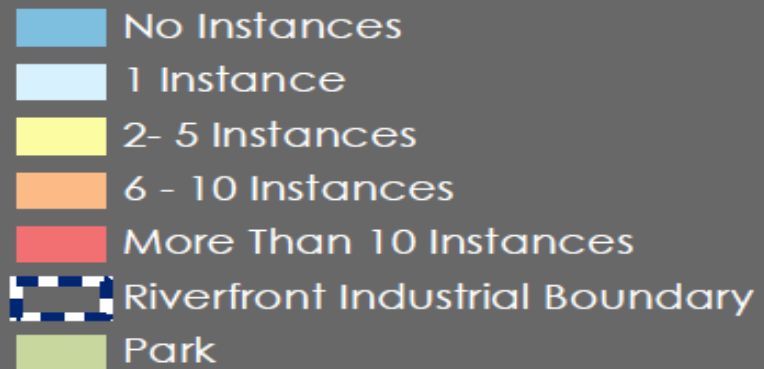 No Instances
1 Instance
2- 5 Instances
6 - 10 Instances
More Than 10 Instances
Riverfront Industrial Boundary
Park